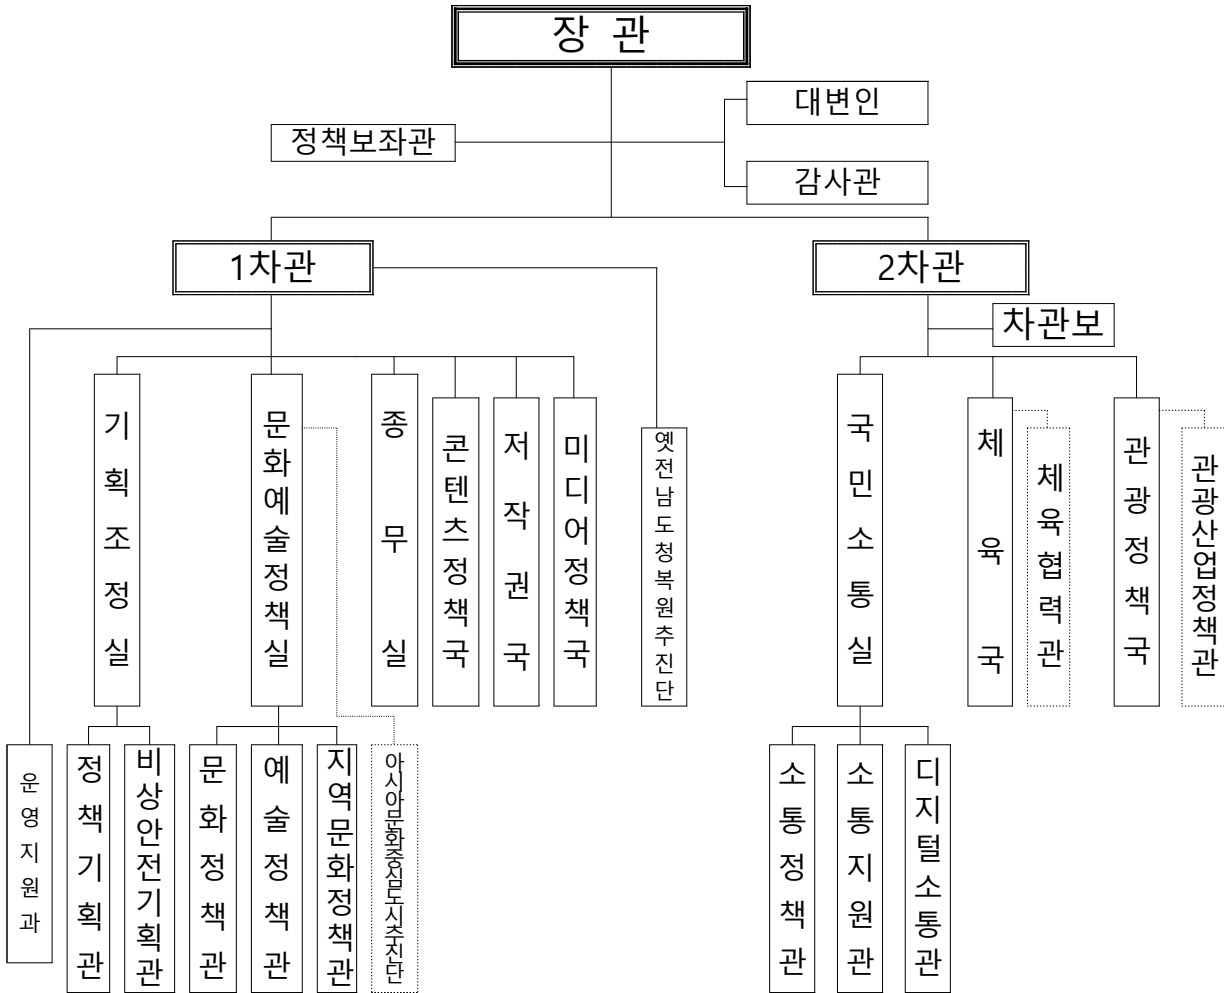 장 관
대변인
정책보좌관
감사관
1차관
2차관
차관보
기획조정실
문화예술정책실
종무실
콘텐츠정책국
저작권국
미디어정책국
옛전남도청복원추진단
국민소통실
체육국
체육협력관
관광정책국
관광산업정책관
운영지원과
정책기획관
비상안전기획관
문화정책관
예술정책관
지역문화정책관
아시아문화중심도시추진단
소통정책관
소통지원관
디지털소통관